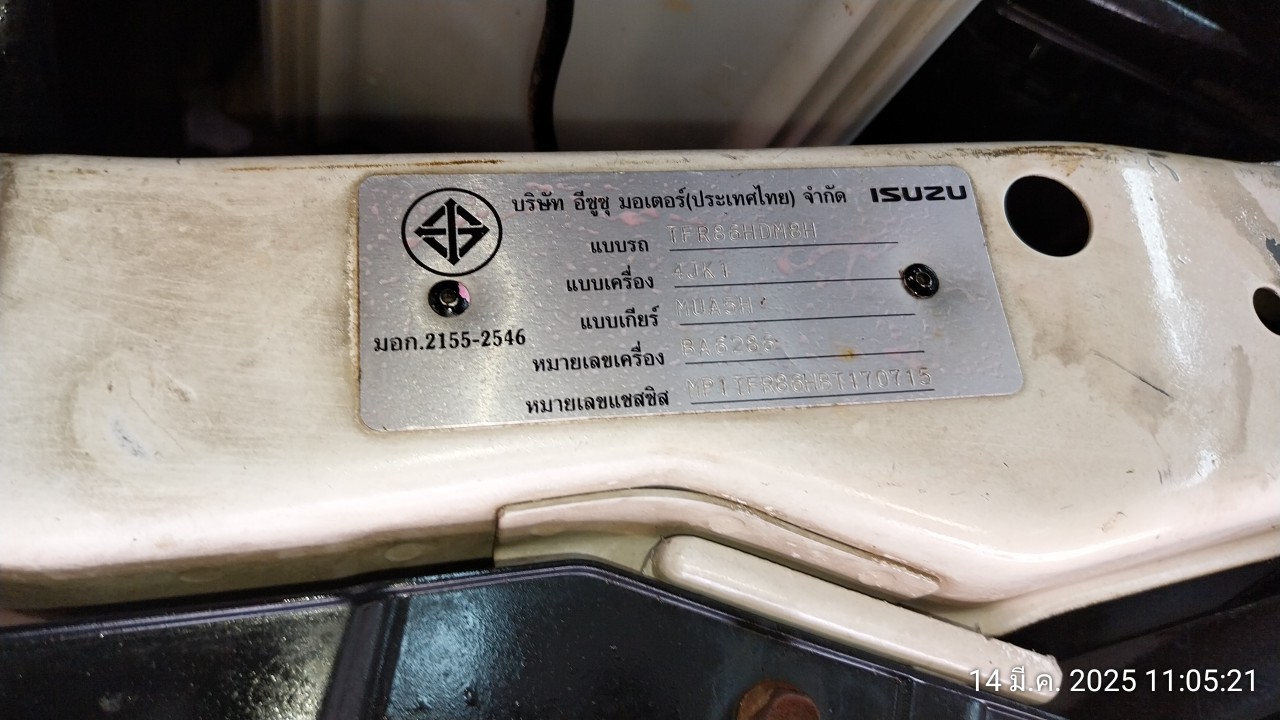 บริษัท อีซูซุ มอเตอร์(ประเทศไทย) จำกัด ISUZU
แบบรถ TFR86HDM8H
แบบเครื่อง 4JK1
แบบเกียร์ MUA5H
มอก.2155-2546
หมายเลขเครื่อง BA6286
หมายเลขแชสซิส MP1TFR86HBT170715
14 มี.ค. 2025 11:05:21